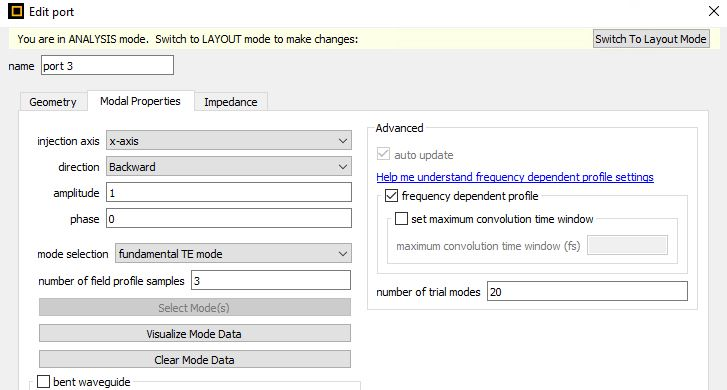 Edit port
You are in ANALYSIS mode. Switch to LAYOUT mode to make changes:
Switch To Layout Mode
name
port 3
Geometry
Modal Properties
Impedance
injection axis
x-axis
direction
Backward
amplitude
1
phase
0
mode selection
fundamental TE mode
number of field profile samples
3
Select Mode(s)
Visualize Mode Data
Clear Mode Data
bent waveguide
Advanced
auto update
Help me understand frequency dependent profile settings
frequency dependent profile
set maximum convolution time window
maximum convolution time window (fs)
number of trial modes
20